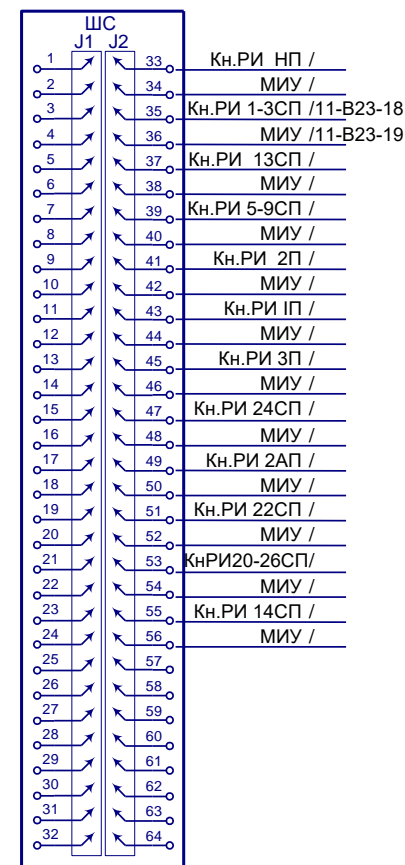 ШС
J1 J2
1 33 Кн.РИ НП /
2 34 МИУ /
3 35 Кн.РИ 1-3СП /11-В23-18
4 36 МИУ /11-В23-19
5 37 Кн.РИ 13СП /
6 38 МИУ /
7 39 Кн.РИ 5-9СП /
8 40 МИУ /
9 41 Кн.РИ 2П /
10 42 МИУ /
11 43 Кн.РИ IП /
12 44 МИУ /
13 45 Кн.РИ 3П /
14 46 МИУ /
15 47 Кн.РИ 24СП /
16 48 МИУ /
17 49 Кн.РИ 2АП /
18 50 МИУ /
19 51 Кн.РИ 22СП /
20 52 МИУ /
21 53 КнРИ20-26СП/
22 54 МИУ /
23 55 Кн.РИ 14СП /
24 56 МИУ /
25 57
26 58
27 59
28 60
29 61
30 62
31 63
32 64